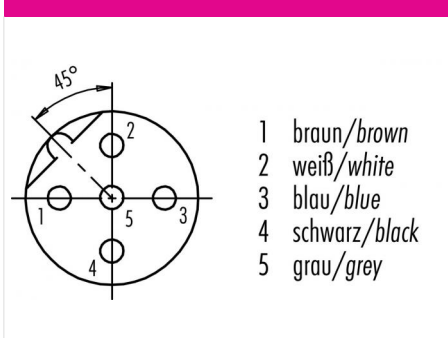 45°
2
1
5
3
4
1 braun/brown
2 weiß/white
3 blau/blue
4 schwarz/black
5 grau/grey